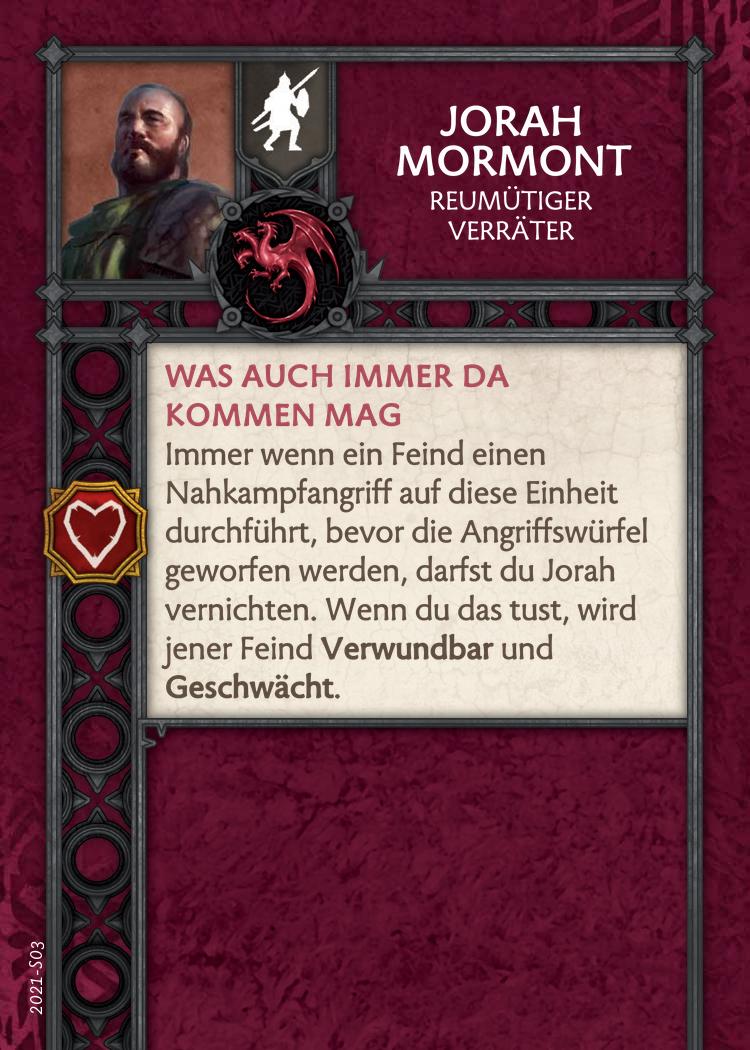 JORAH
MORMONT
REUMÜTIGER
VERRÄTER
WAS AUCH IMMER DA
KOMMEN MAG
Immer wenn ein Feind einen
Nahkampfangriff auf diese Einheit
durchführt, bevor die Angriffswürfel
geworfen werden, darfst du Jorah
vernichten. Wenn du das tust, wird
jener Feind Verwundbar und
Geschwächt.
2021-S03